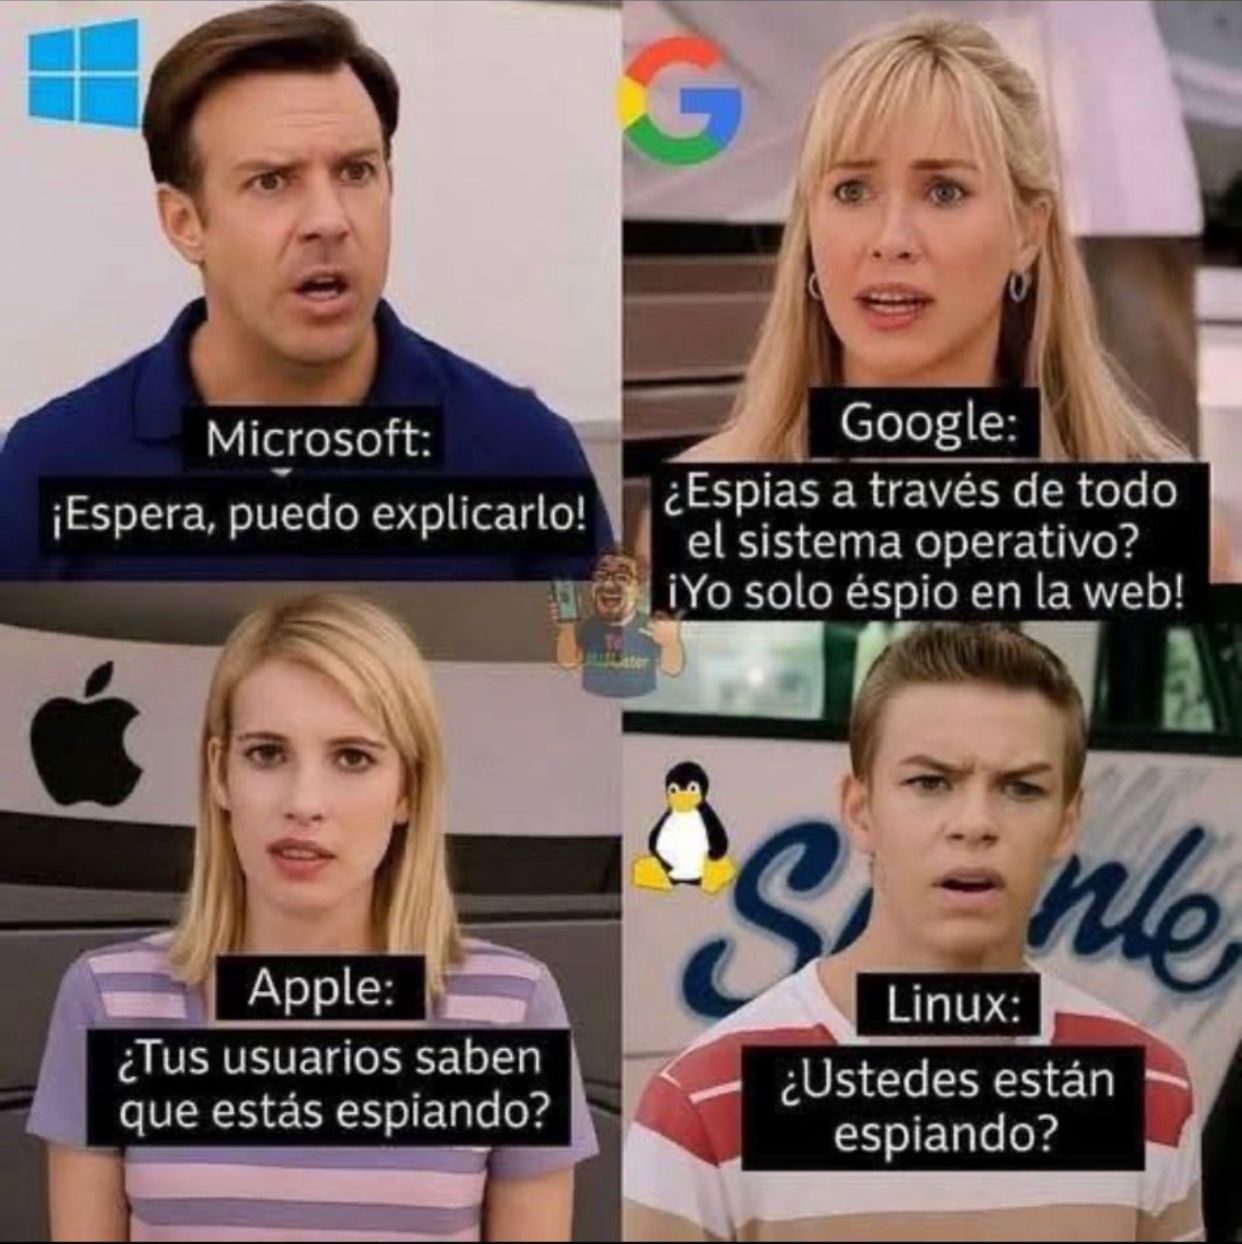 Microsoft:
¡Espera, puedo explicarlo!
Google:
¿Espias a través de todo
el sistema operativo?
¡Yo solo éspio en la web!
Apple:
¿Tus usuarios saben
que estás espiando?
Linux:
¿Ustedes están
espiando?